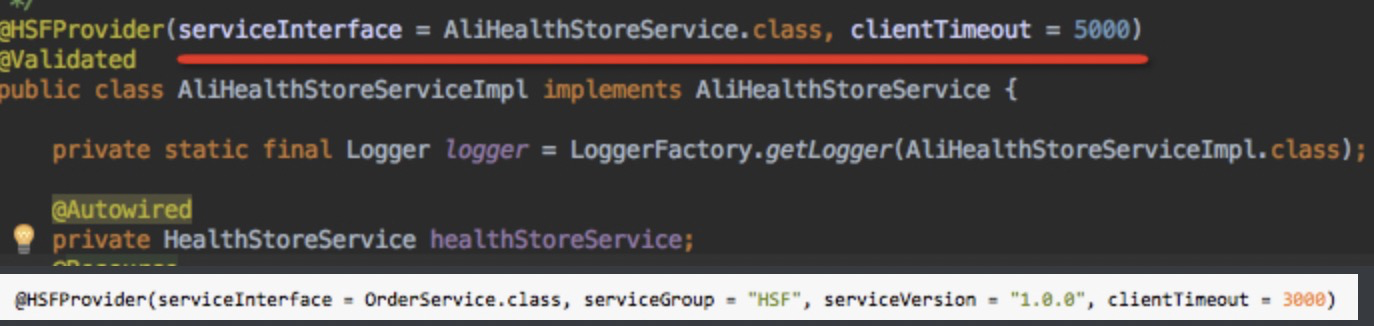 */
@HSFProvider(serviceInterface = AliHealthStoreService.class, clientTimeout = 5000)
@Validated
public class AliHealthStoreServiceImpl implements AliHealthStoreService {
private static final Logger logger = LoggerFactory.getLogger(AliHealthStoreServiceImpl.class);
@Autowired
private HealthStoreService healthStoreService;
@Resource
@HSFProvider(serviceInterface = OrderService.class, serviceGroup = "HSF", serviceVersion = "1.0.0", clientTimeout = 3000)